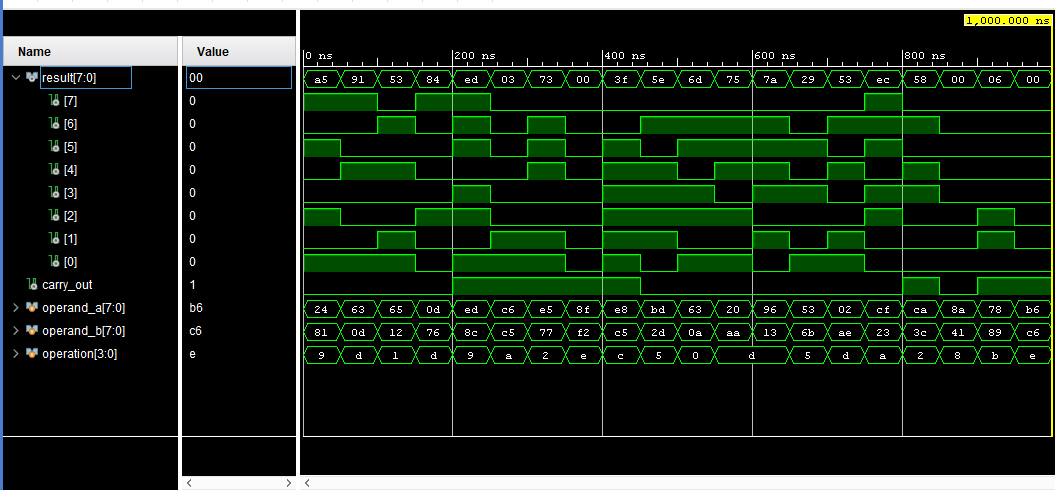 1,000.000 ns
Name Value 0 ns 200 ns 400 ns 600 ns 800 ns
result[7:0] 00 a5 91 53 84 ed 03 73 00 3f 5e 6d 75 7a 29 53 ec 58 00 06 00
[7] 0
[6] 0
[5] 0
[4] 0
[3] 0
[2] 0
[1] 0
[0] 0
carry_out 1
operand_a[7:0] b6 24 63 65 0d ed c6 e5 8f e8 bd 63 20 96 53 02 cf ca 8a 78 b6
operand_b[7:0] c6 81 0d 12 76 8c c5 77 f2 c5 2d 0a aa 13 6b ae 23 3c 41 89 c6
operation[3:0] e 9 d 1 d 9 a 2 e c 5 0 d 5 d a 2 8 b e